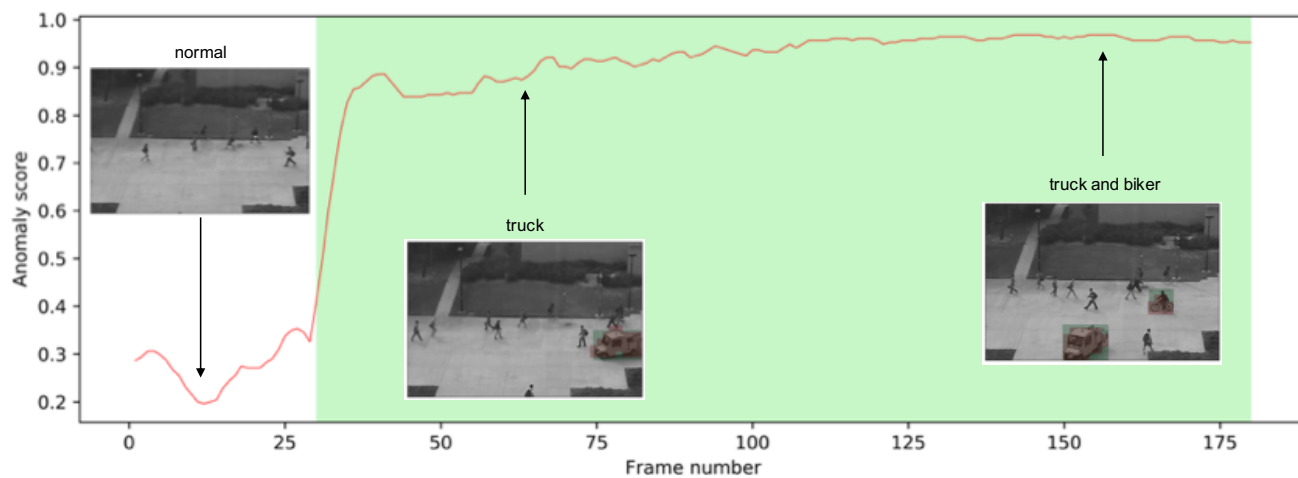 1.0
0.9
0.8
0.7
0.6
0.5
0.4
0.3
0.2
Anomaly score
normal
truck
truck and biker
0 25 50 75 100 125 150 175
Frame number